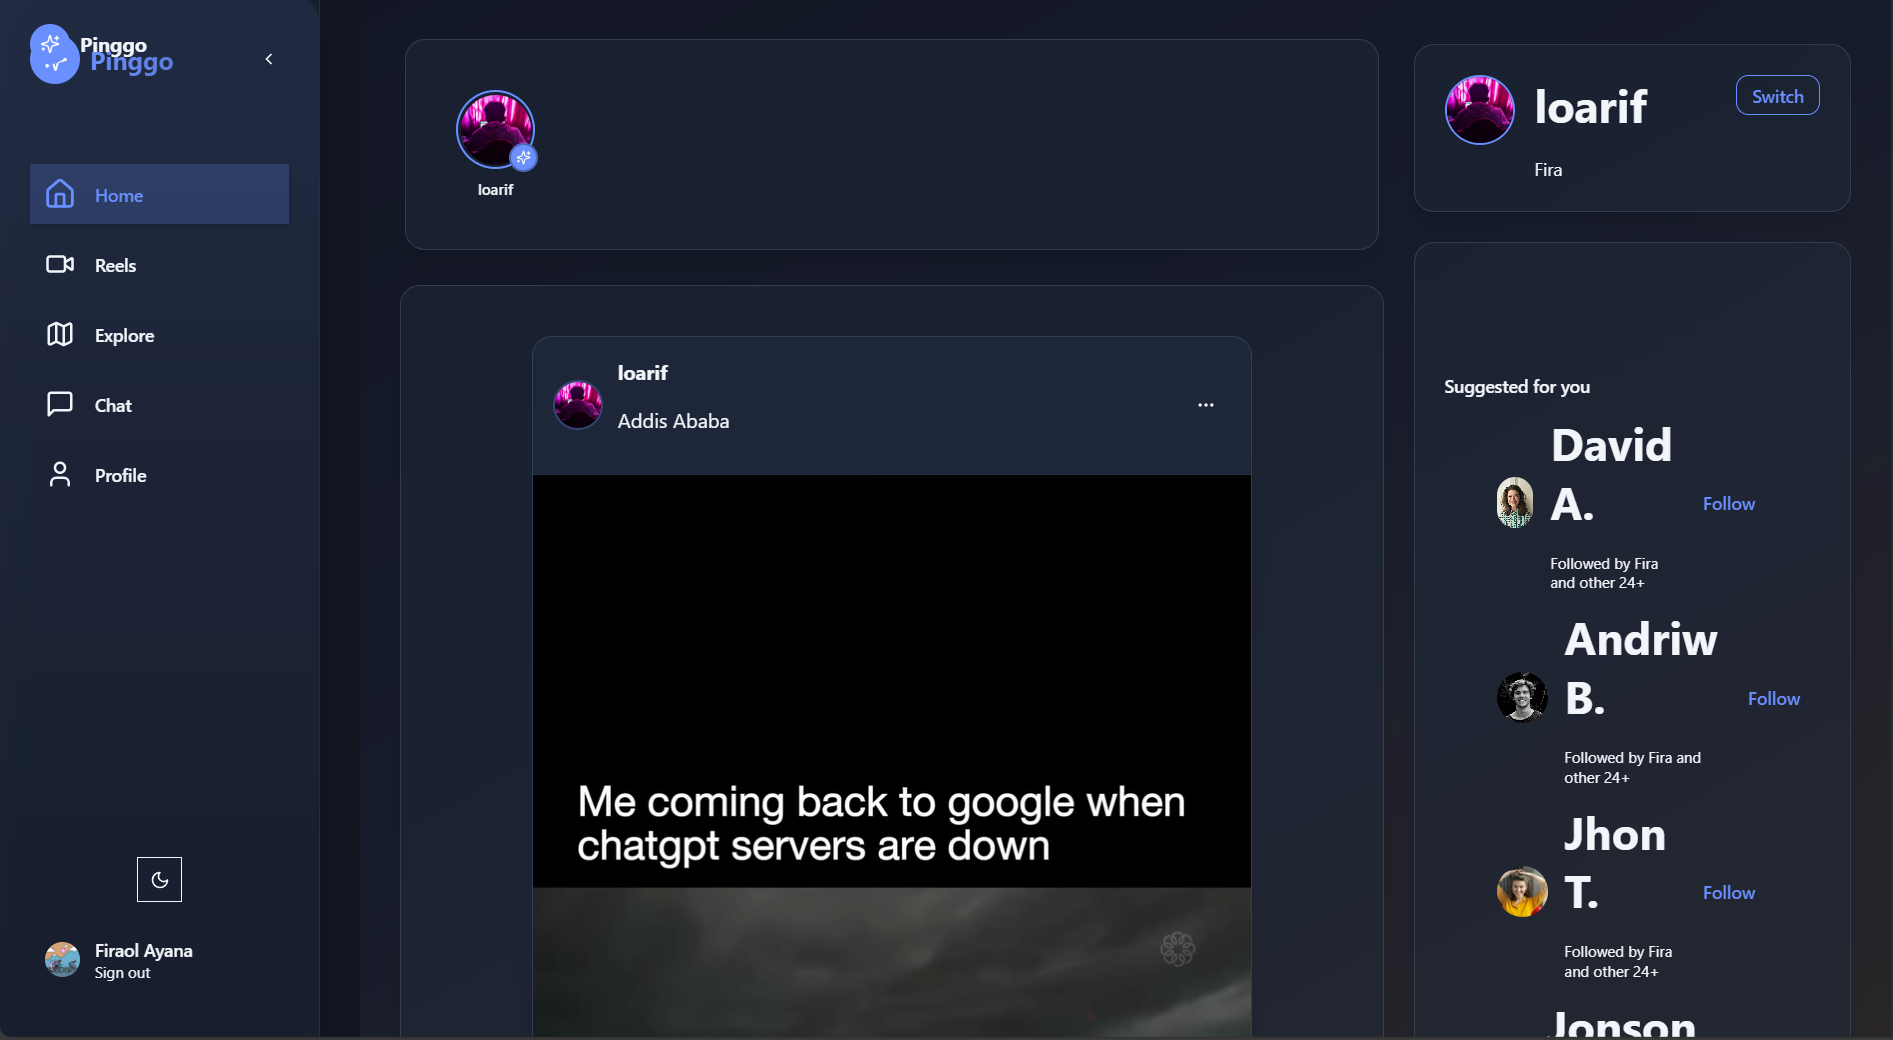 Pinggo
Pinggo
Home
Reels
Explore
Chat
Profile
Firaol Ayana
Sign out
loarif
loarif
Addis Ababa
Me coming back to google when
chatgpt servers are down
loarif
Switch
Fira
Suggested for you
David
A.
Follow
Followed by Fira
and other 24+
Andriw
B.
Follow
Followed by Fira and
other 24+
Jhon
T.
Follow
Followed by Fira
and other 24+
Jonson